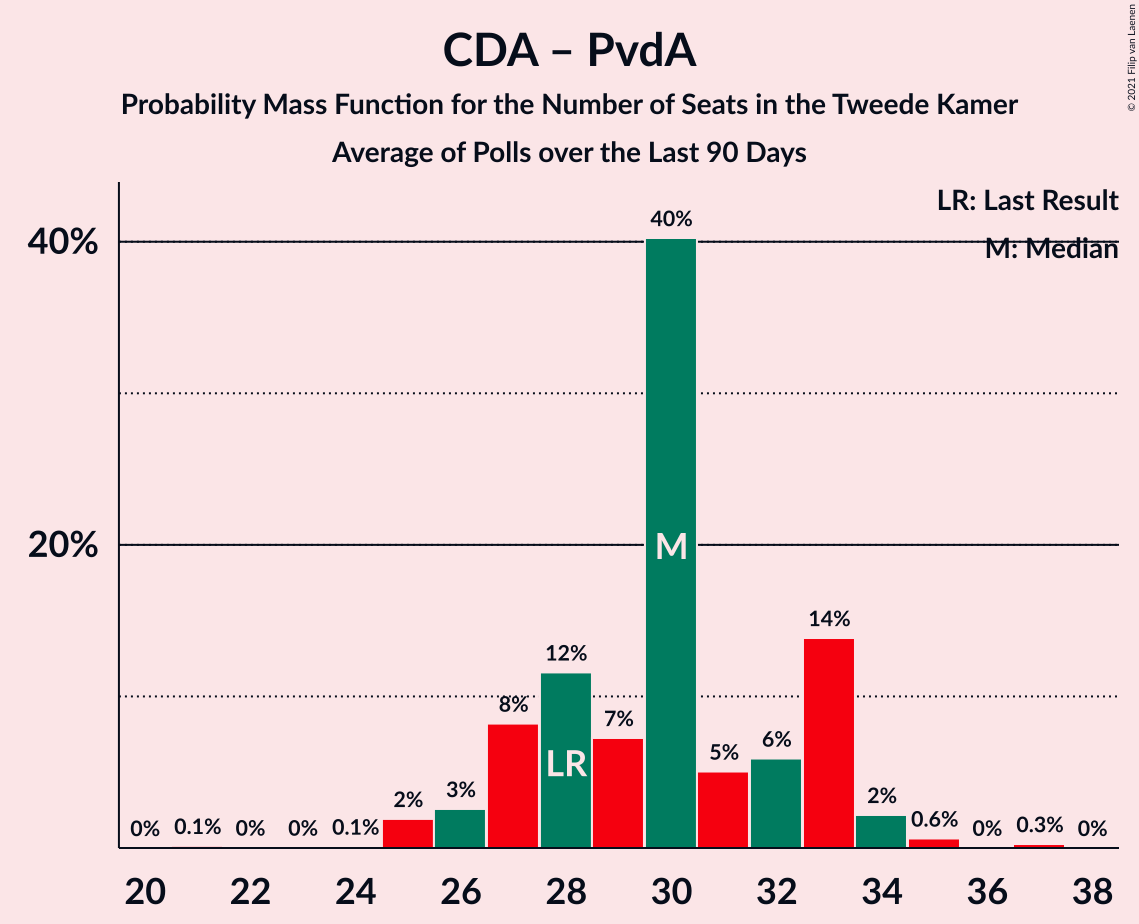 CDA – PvdA
Probability Mass Function for the Number of Seats in the Tweede Kamer
Average of Polls over the Last 90 Days
© 2021 Filip van Laenen
LR: Last Result
M: Median
40%
20%
0%
0.1%
0%
0%
0.1%
2%
3%
8%
12%
7%
40%
5%
6%
14%
2%
0.6%
0%
0.3%
0%
LR
M
20 22 24 26 28 30 32 34 36 38